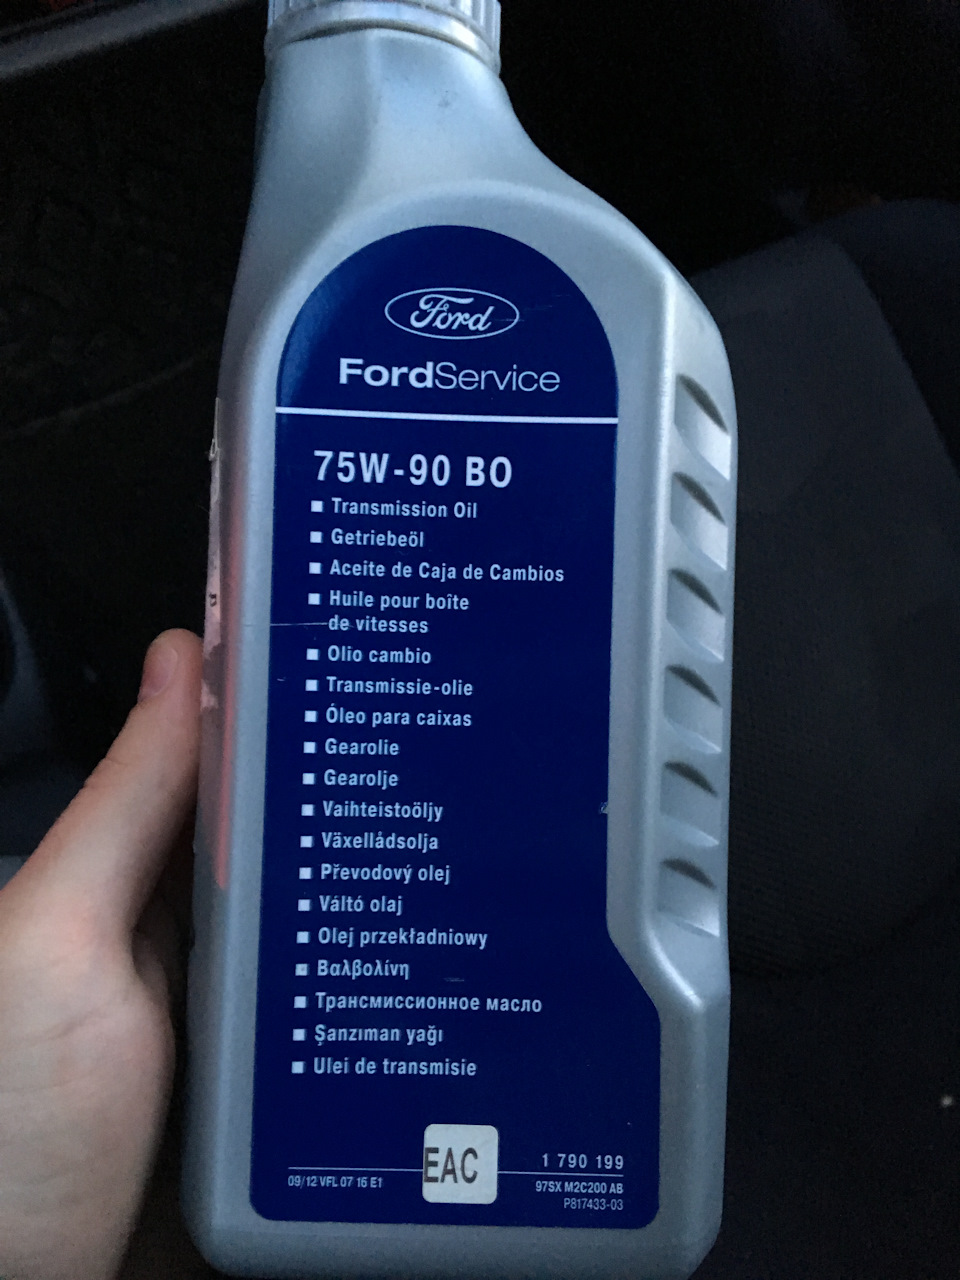 Ford
FordService
75W-90 BO
Transmission Oil
Getriebeöl
Aceite de Caja de Cambios
Huile pour boîte
de vitesses
Olio cambio
Transmissie-olie
Óleo para caixas
Gearolie
Gearolje
Vaihteistoöljy
Växellådsolja
Převodový olej
Váltó olaj
Olej przekładniowy
Βαλβολίνη
Трансмиссионное масло
Şanzıman yağı
Ulei de transmisie
EAC
1 790 199
09/12 VFL 07 16 E1
97SX M2C200 AB
P817433-03